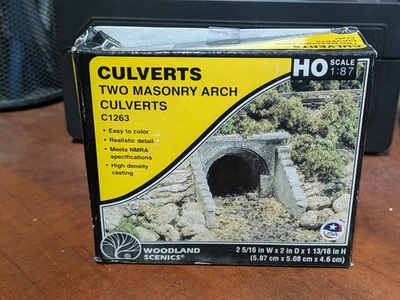 CULVERTS
HO SCALE
1:87
CULVERTS
TWO MASONRY ARCH
CULVERTS
C1263
• Easy to color
• Realistic detail
• Meets NMRA
specifications
• High density
casting
WOODLAND
SCENICS®
2 5/16 in W x 2 in D x 1 13/16 in H
(5.87 cm x 5.08 cm x 4.6 cm)